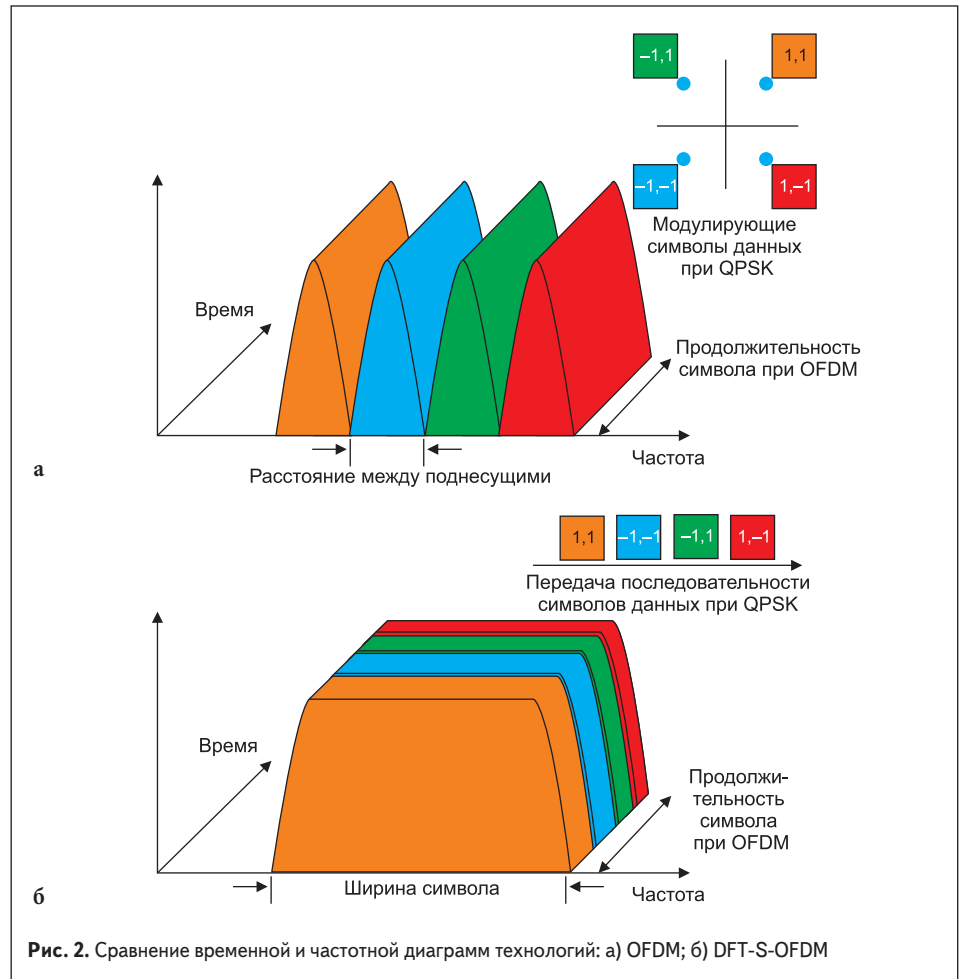 –1,1
1,1
–1,–1
1,–1
Модулирующие
символы данных
при QPSK
Время
Продолжительность
символа при OFDM
Частота
Расстояние между поднесущими
а
1,1
–1,–1
–1,1
1,–1
Передача последовательности
символов данных при QPSK
Время
Продолжи-
тельность
символа
при OFDM
Ширина символа
Частота
б
Рис. 2. Сравнение временной и частотной диаграмм технологий: а) OFDM; б) DFT-S-OFDM